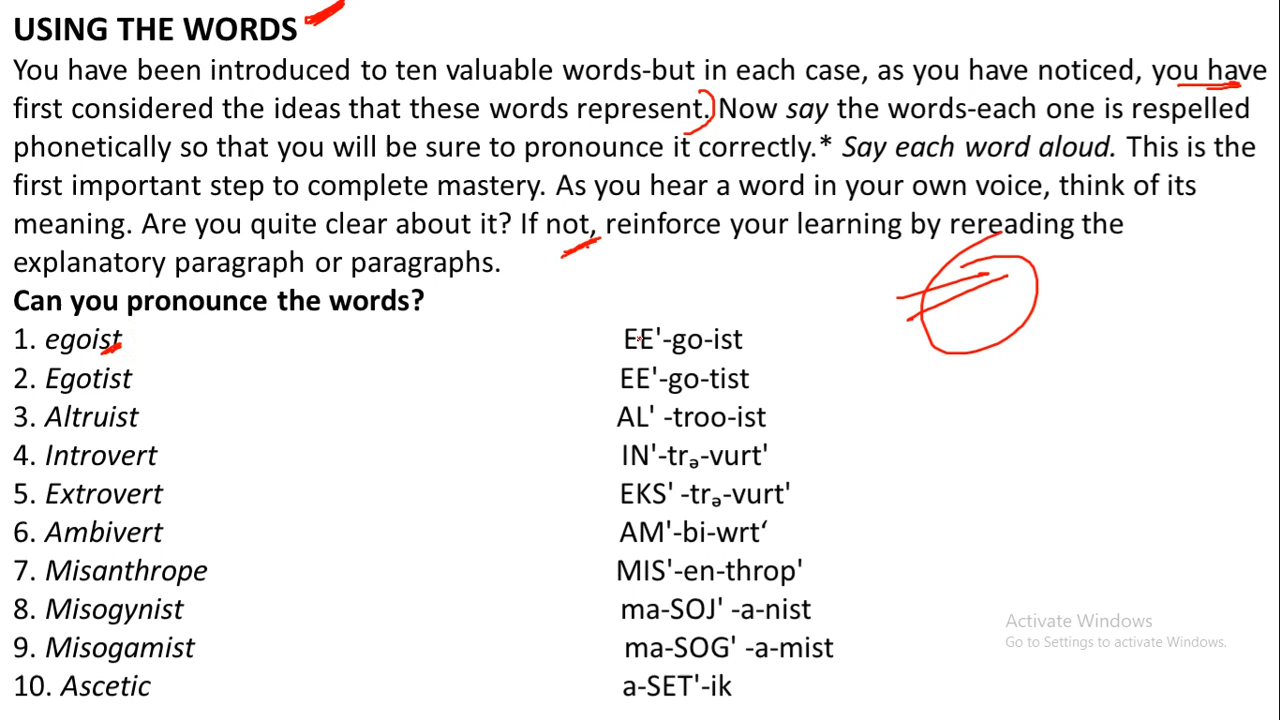 USING THE WORDS
You have been introduced to ten valuable words-but in each case, as you have noticed, you have
first considered the ideas that these words represent. Now say the words-each one is respelled
phonetically so that you will be sure to pronounce it correctly.* Say each word aloud. This is the
first important step to complete mastery. As you hear a word in your own voice, think of its
meaning. Are you quite clear about it? If not, reinforce your learning by rereading the
explanatory paragraph or paragraphs.
Can you pronounce the words?
1. egoist EE'-go-ist
2. Egotist EE'-go-tist
3. Altruist AL' -troo-ist
4. Introvert IN'-trₔ-vurt'
5. Extrovert EKS' -trₔ-vurt'
6. Ambivert AM'-bi-wrt‘
7. Misanthrope MIS'-en-throp'
8. Misogynist ma-SOJ' -a-nist
9. Misogamist ma-SOG' -a-mist
10. Ascetic a-SET'-ik
Activate Windows
Go to Settings to activate Windows.